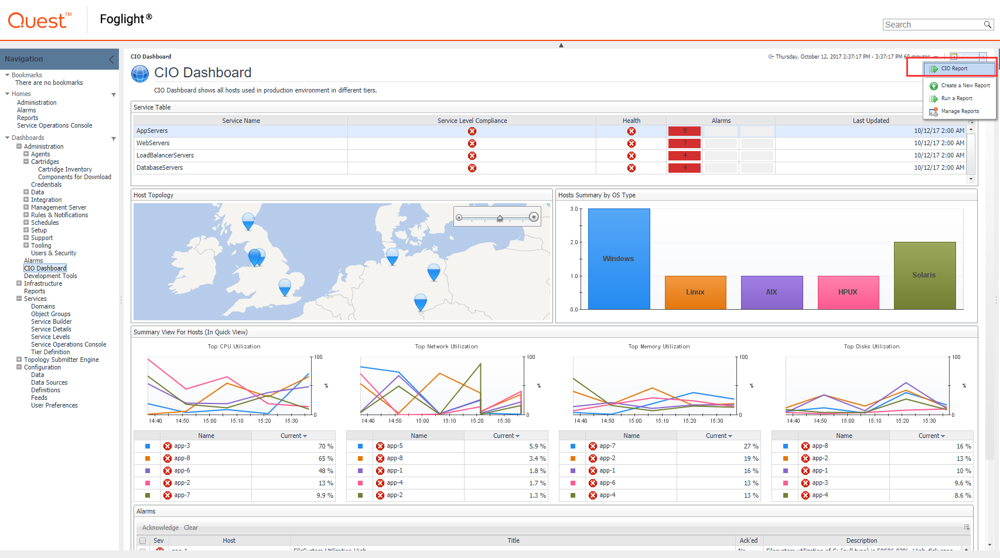 Quest™
Foglight®
Search
Navigation
Bookmarks
There are no bookmarks
Homes
Administration
Alarms
Reports
Service Operations Console
Dashboards
Administration
Agents
Cartridges
Cartridge Inventory
Components for Download
Credentials
Data
Integration
Management Server
Rules & Notifications
Schedules
Setup
Support
Tooling
Users & Security
Alarms
CIO Dashboard
Development Tools
Infrastructure
Reports
Services
Domains
Object Groups
Service Builder
Service Details
Service Levels
Service Operations Console
Tier Definition
Topology Submitter Engine
Configuration
Data
Data Sources
Definitions
Feeds
User Preferences
CIO Dashboard
Thursday, October 12, 2017 2:37:17 PM - 3:37:17 PM 60 minutes
CIO Dashboard
CIO Dashboard shows all hosts used in production environment in different tiers.
CIO Report
Create a New Report
Run a Report
Manage Reports
Service Table
Service Name Service Level Compliance Health Alarms Last Updated
AppServers 8 10/12/17 2:00 AM
WebServers 7 10/12/17 2:00 AM
LoadBalancerServers 4 10/12/17 2:00 AM
DatabaseServers 4 10/12/17 2:00 AM
Host Topology
Hosts Summary by OS Type
3.0
2.0
1.0
0.0
Windows
Linux
AIX
HPUX
Solaris
Summary View For Hosts (In Quick View)
Top CPU Utilization
100
%
0
14:40 14:50 15:00 15:10 15:20 15:30
Name Current
app-3 70 %
app-8 65 %
app-6 48 %
app-2 13 %
app-7 9.9 %
Top Network Utilization
100
%
0
14:40 14:50 15:00 15:10 15:20 15:30
Name Current
app-5 5.9 %
app-8 3.4 %
app-1 1.8 %
app-4 1.7 %
app-2 1.3 %
Top Memory Utilization
100
%
0
14:40 14:50 15:00 15:10 15:20 15:30
Name Current
app-7 27 %
app-2 19 %
app-1 16 %
app-6 13 %
app-4 13 %
Top Disks Utilization
100
%
0
14:40 14:50 15:00 15:10 15:20 15:30
Name Current
app-8 16 %
app-2 13 %
app-1 10 %
app-3 9.6 %
app-4 8.6 %
Alarms
Acknowledge Clear
Sev Host Title Ack'ed Description